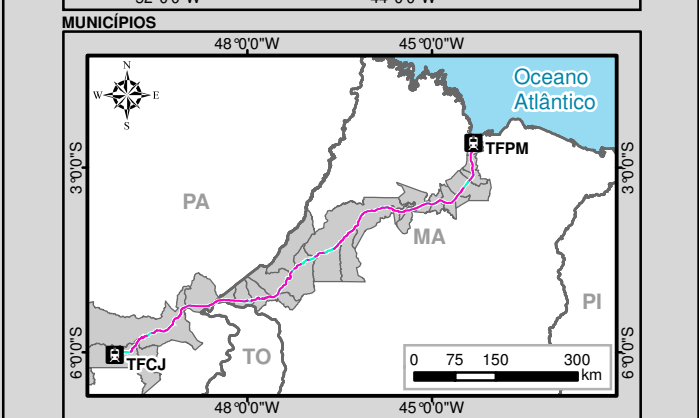 MUNICÍPIOS
48°0'0"W
45°0'0"W
N
W
E
S
Oceano
Atlântico
TFPM
3°0'0"S
3°0'0"S
PA
MA
PI
TO
TFCJ
6°0'0"S
6°0'0"S
0 75 150 300
km
48°0'0"W
45°0'0"W